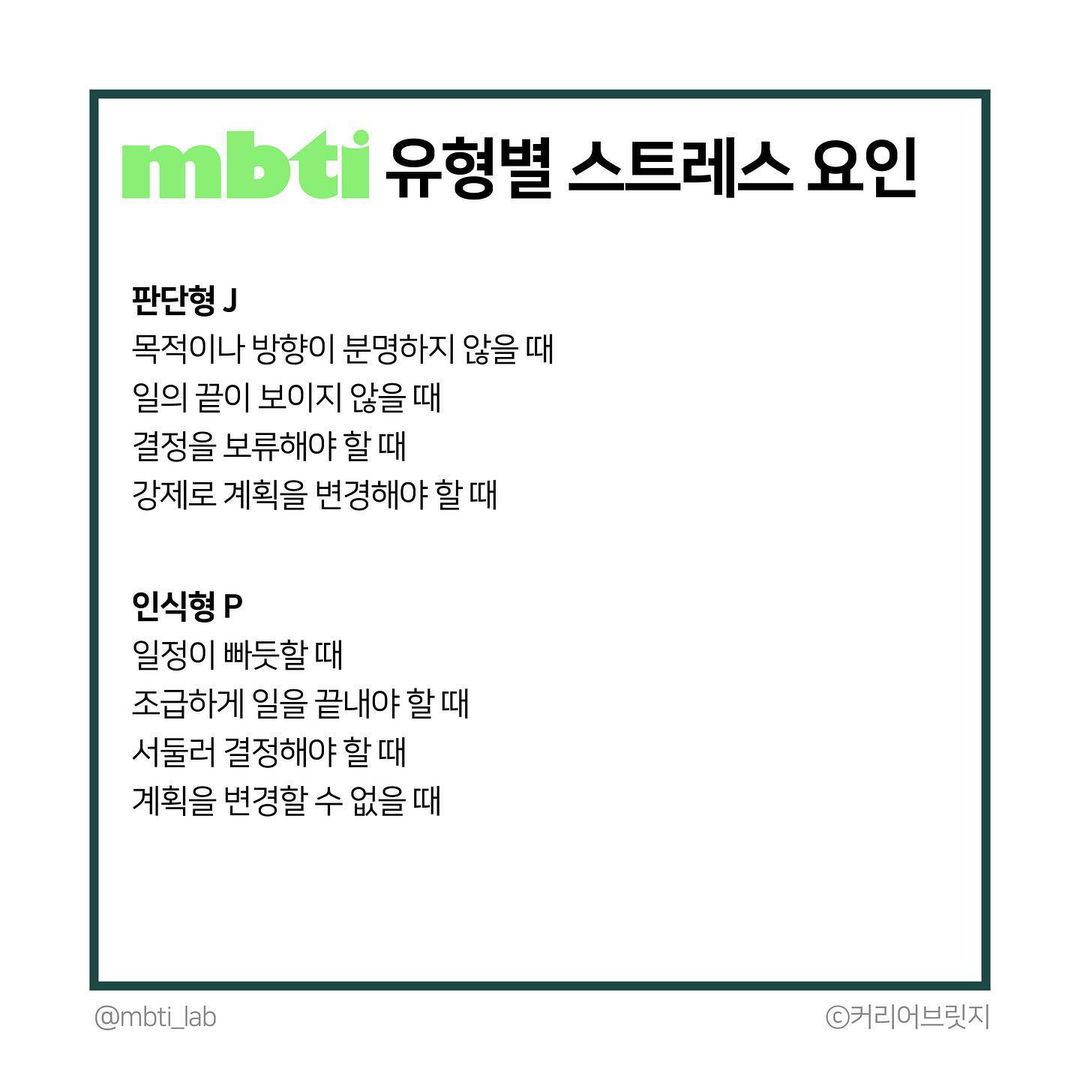 mbti 유형별 스트레스 요인
판단형 J
목적이나 방향이 분명하지 않을 때
일의 끝이 보이지 않을 때
결정을 보류해야 할 때
강제로 계획을 변경해야 할 때
인식형 P
일정이 빠듯할 때
조급하게 일을 끝내야 할 때
서둘러 결정해야 할 때
계획을 변경할 수 없을 때
@mbti_lab
©커리어브릿지